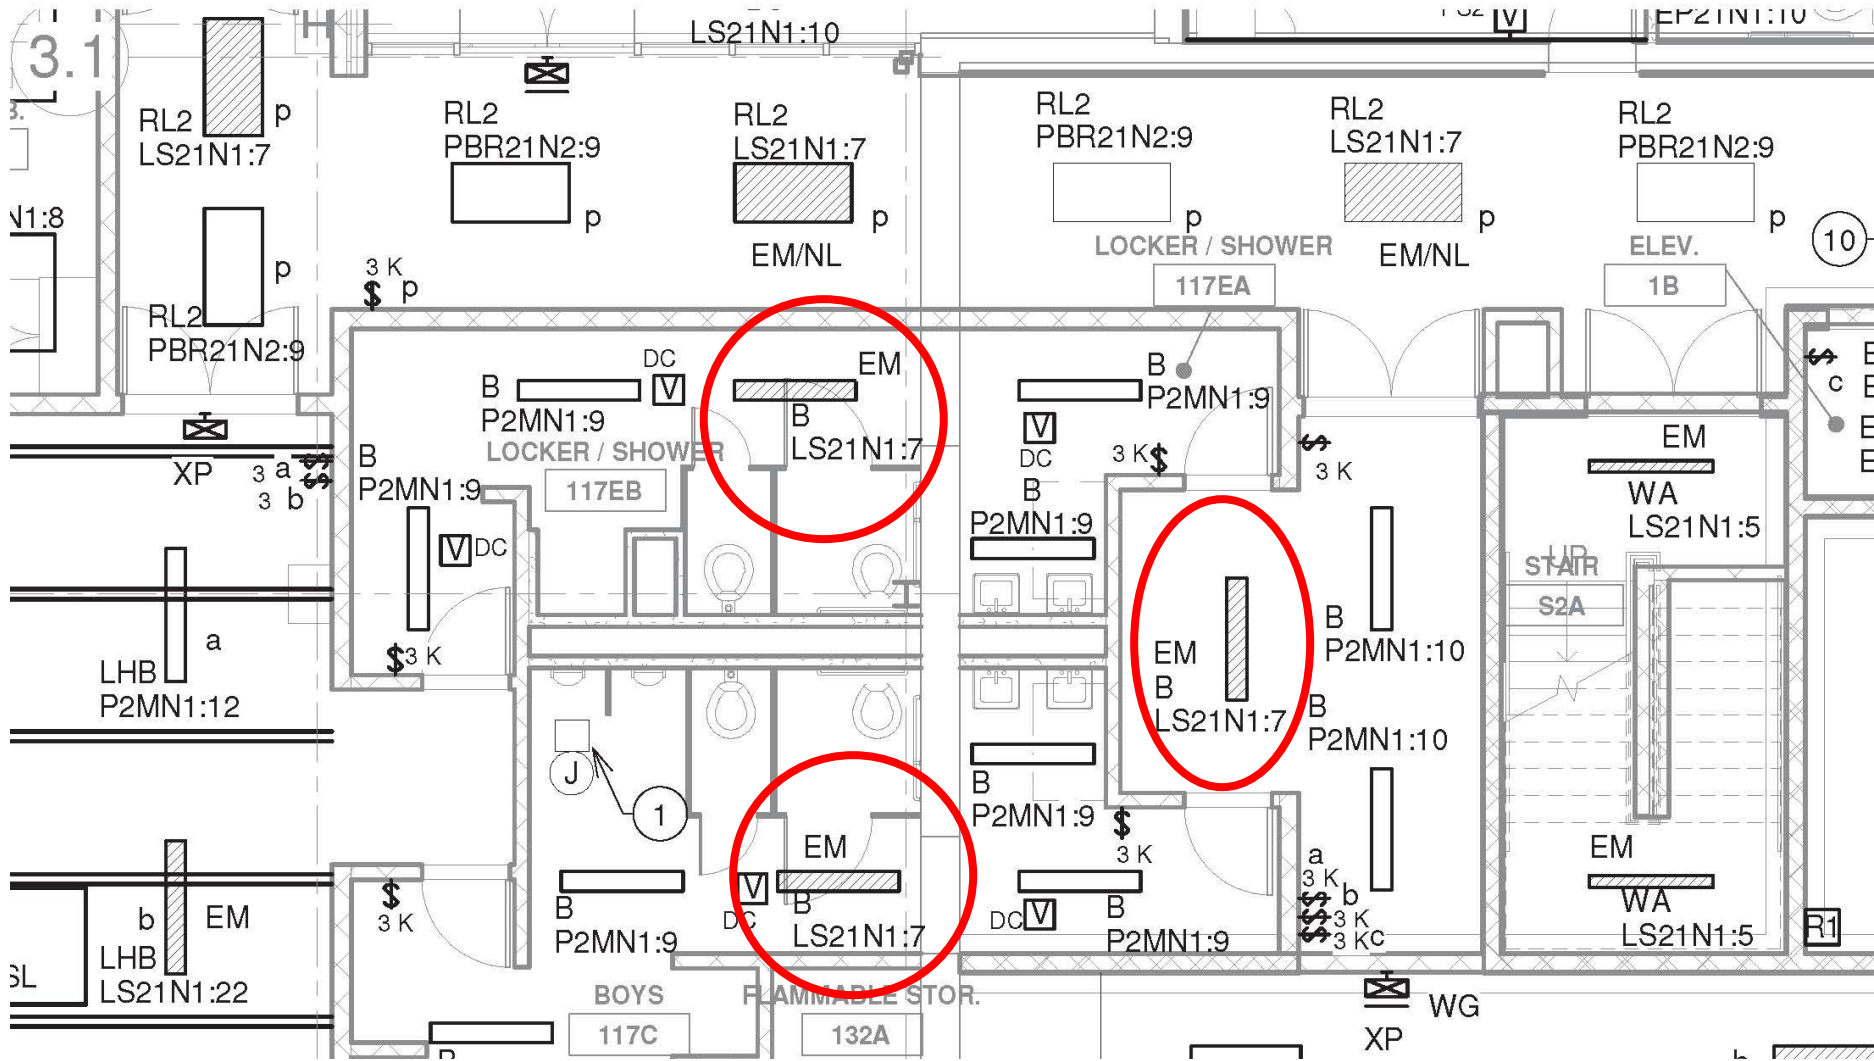 LS21N1:10
EP21N1:10
V
3.1
RL2
LS21N1:7
p
RL2
PBR21N2:9
p
RL2
LS21N1:7
p
EM/NL
RL2
PBR21N2:9
p
RL2
LS21N1:7
p
EM/NL
RL2
PBR21N2:9
p
N1:8
p
RL2
PBR21N2:9
3 K
p
LOCKER / SHOWER
117EA
ELEV.
1B
10
XP
3 a
3 b
B
P2MN1:9
DC
V
EM
B
LS21N1:7
B
P2MN1:9
V
DC
B
P2MN1:9
3 K
3 K
c
LOCKER / SHOWER
117EB
B
P2MN1:9
V
DC
3 K
EM
WA
LS21N1:5
UP
STAIR
S2A
a
LHB
P2MN1:12
EM
B
LS21N1:7
B
P2MN1:10
B
P2MN1:10
J
1
B
P2MN1:9
3 K
EM
V
DC
B
LS21N1:7
B
P2MN1:9
DC
V
B
P2MN1:9
a
3 K
b
3 K
3 K
c
EM
WA
LS21N1:5
R1
b
EM
LHB
LS21N1:22
3 K
SL
BOYS
117C
FLAMMABLE STOR.
132A
WG
XP